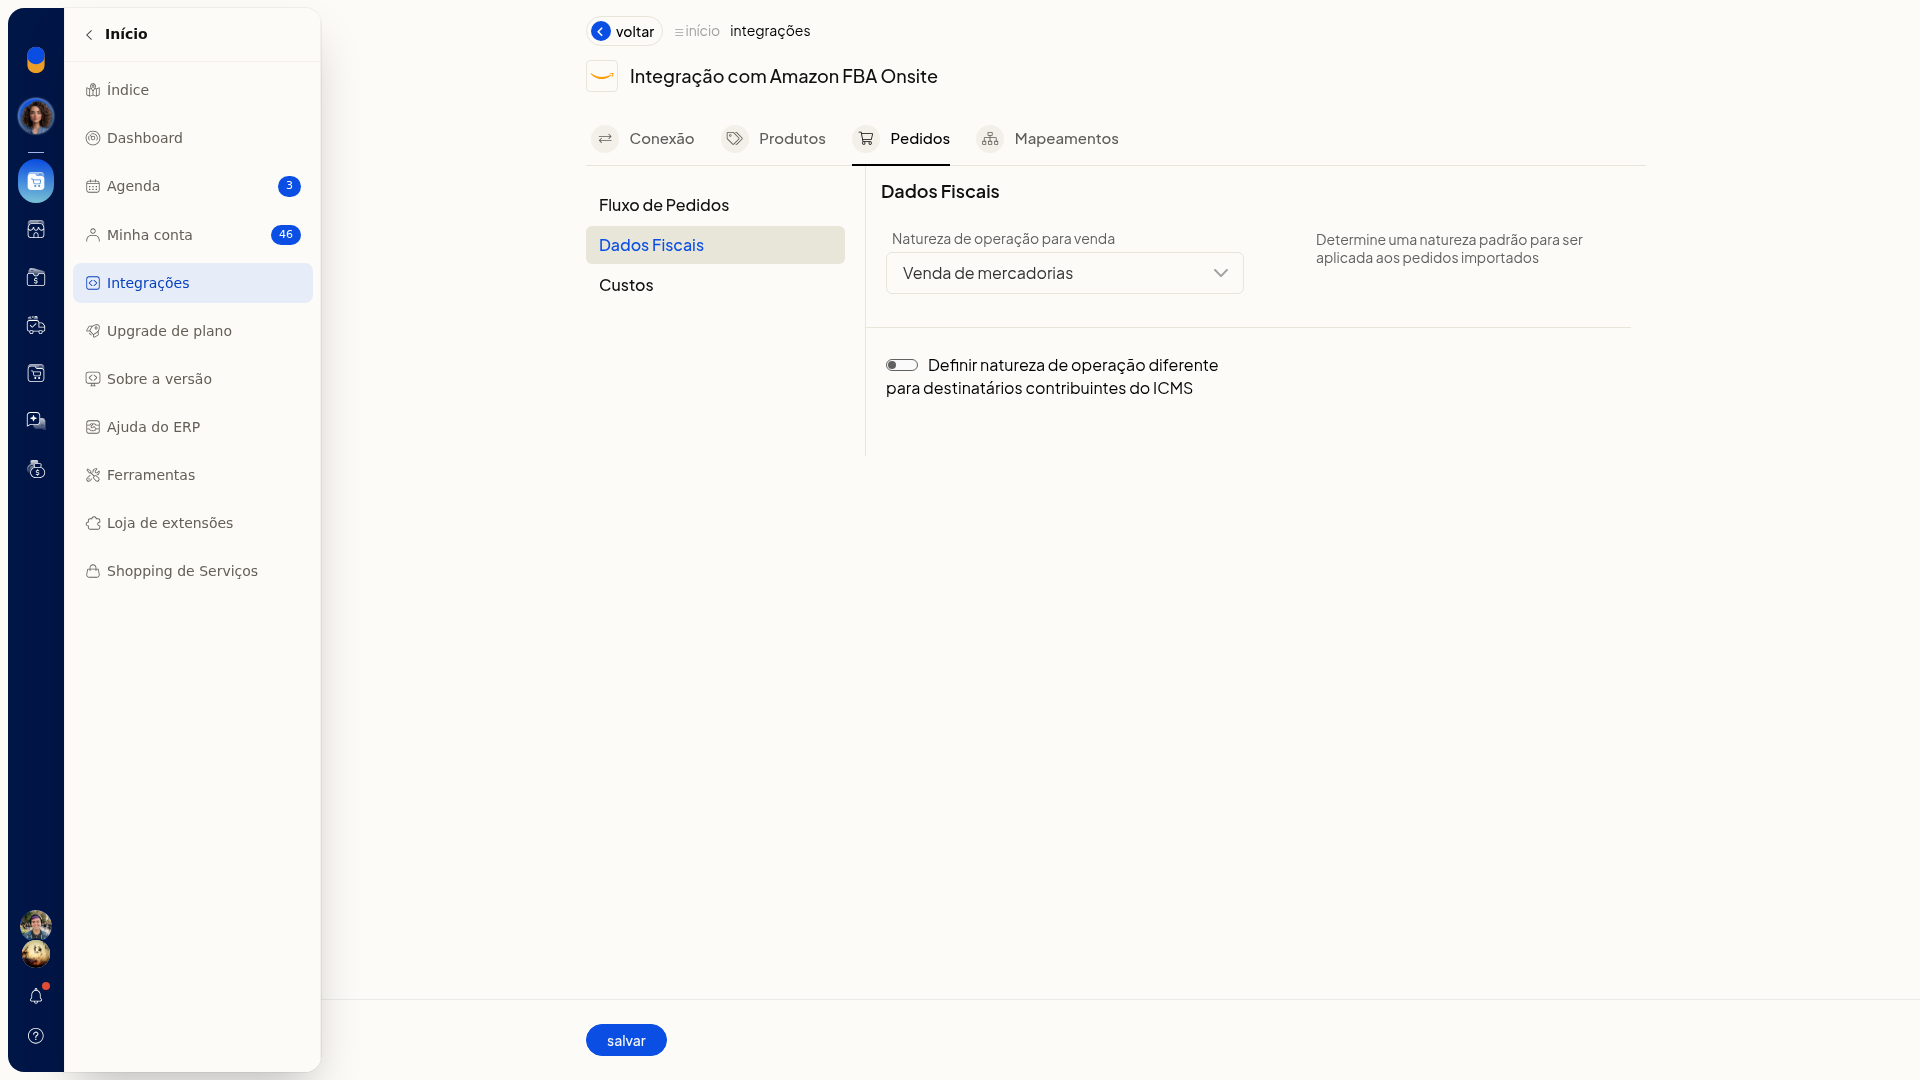 Início
Índice
Dashboard
Agenda
3
Minha conta
46
Integrações
Upgrade de plano
Sobre a versão
Ajuda do ERP
Ferramentas
Loja de extensões
Shopping de Serviços
voltar
início
integrações
Integração com Amazon FBA Onsite
Conexão
Produtos
Pedidos
Mapeamentos
Fluxo de Pedidos
Dados Fiscais
Custos
Dados Fiscais
Natureza de operação para venda
Venda de mercadorias
Determine uma natureza padrão para ser
aplicada aos pedidos importados
Definir natureza de operação diferente
para destinatários contribuintes do ICMS
salvar